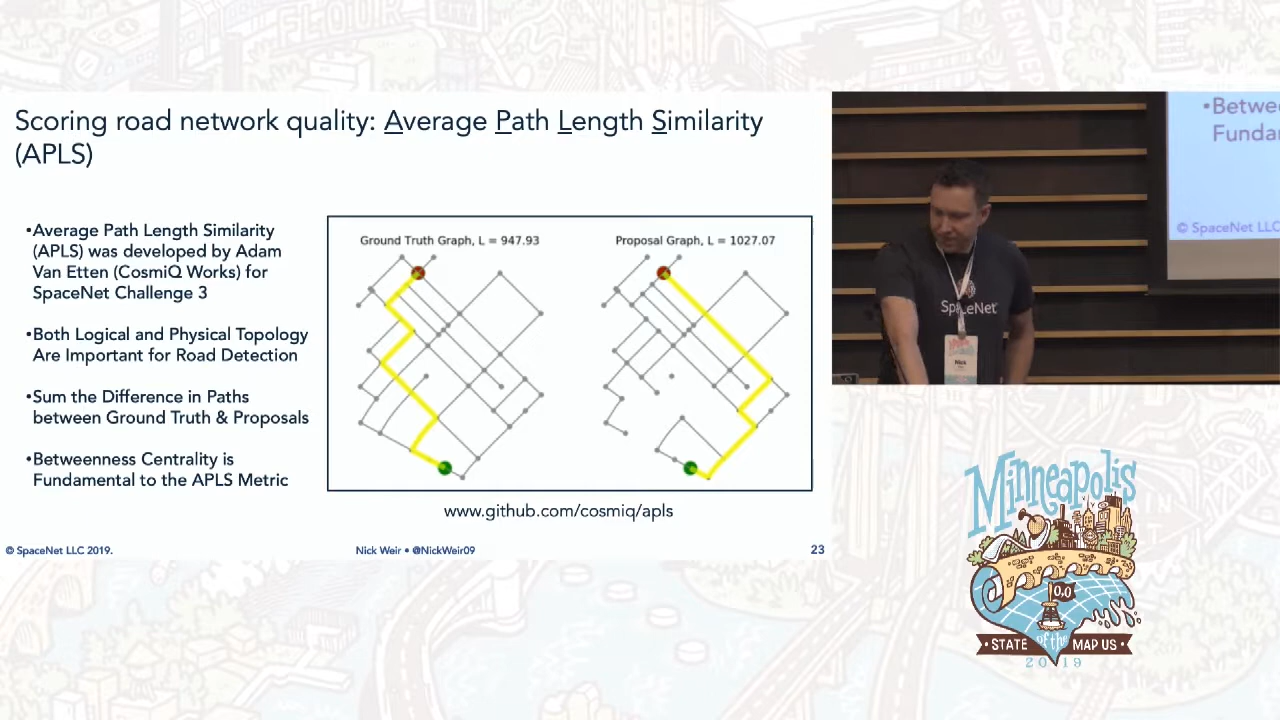 Scoring road network quality: Average Path Length Similarity
(APLS)
•Average Path Length Similarity
(APLS) was developed by Adam
Van Etten (CosmiQ Works) for
SpaceNet Challenge 3
•Both Logical and Physical Topology
Are Important for Road Detection
•Sum the Difference in Paths
between Ground Truth & Proposals
•Betweenness Centrality is
Fundamental to the APLS Metric
Ground Truth Graph, L = 947.93
Proposal Graph, L = 1027.07
www.github.com/cosmiq/apls
© SpaceNet LLC 2019.
Nick Weir • @NickWeir09
23
•Betwe
Funda
© SpaceNet LLC
SpaceNet
Nick
Minneapolis
• STATE of the MAP US •
2019